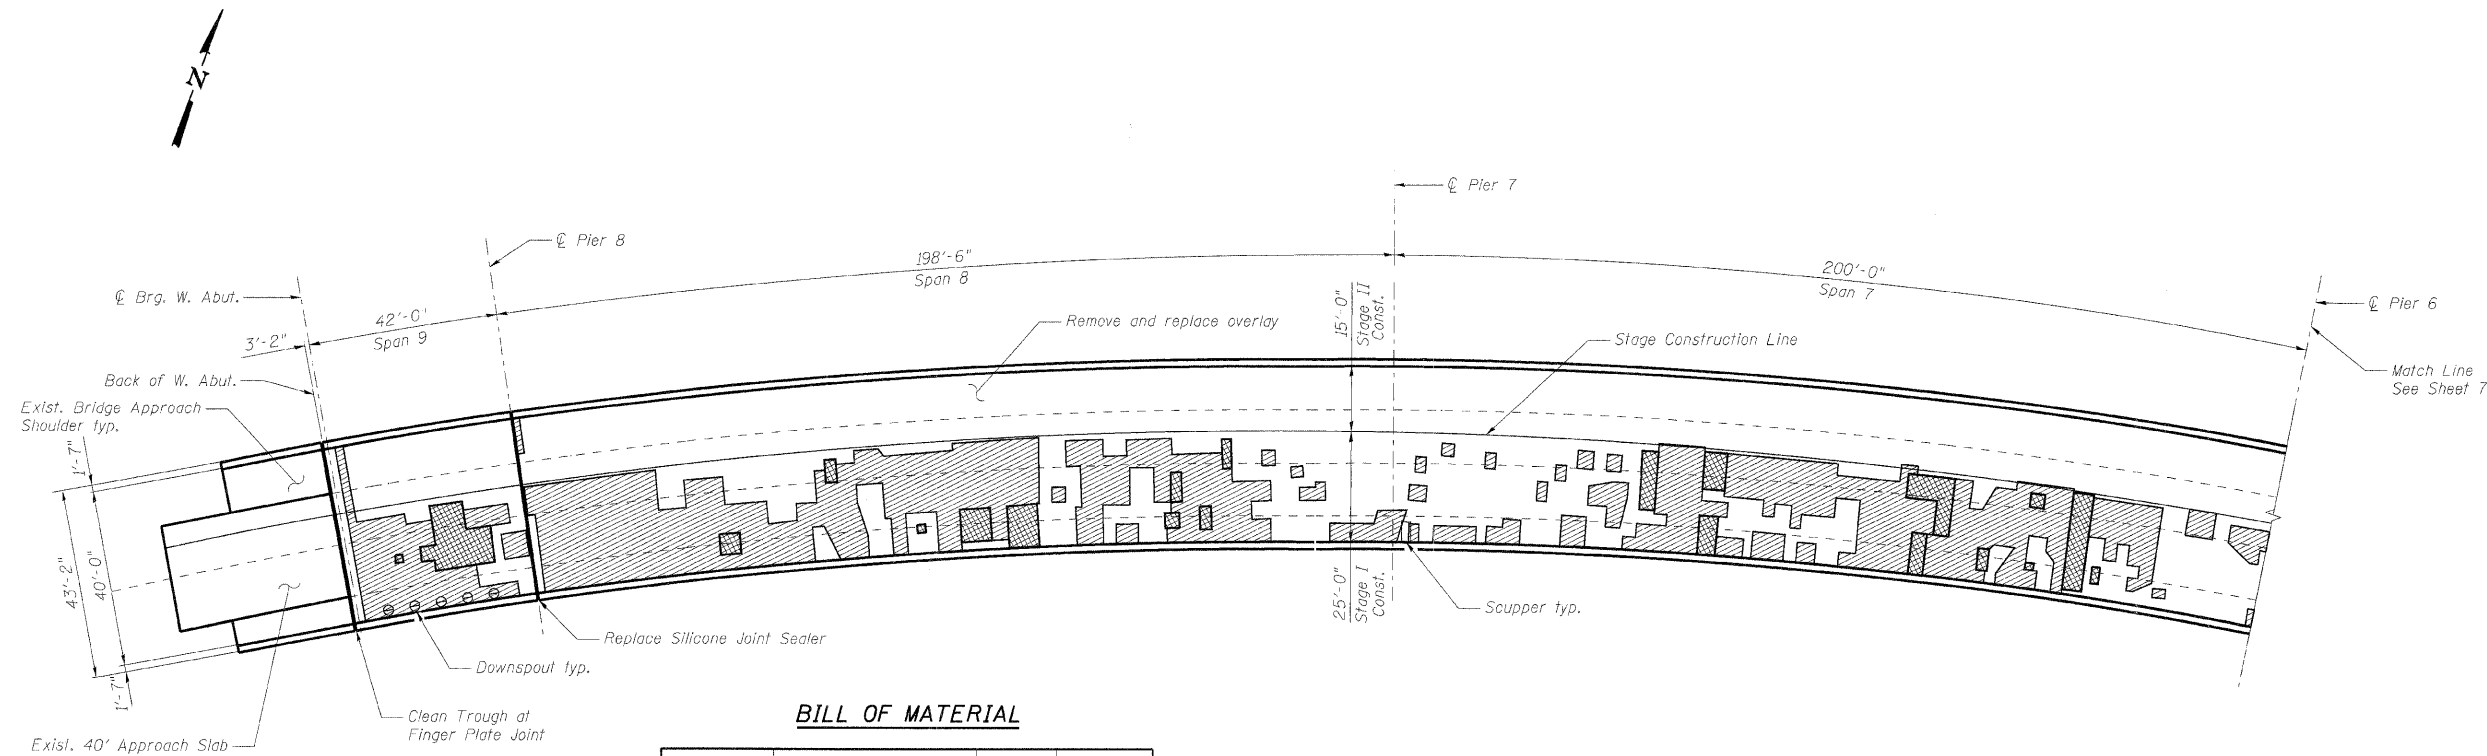 N
℄ Pier 7
℄ Pier 8
198'-6"
Span 8
200'-0"
Span 7
℄ Brg. W. Abut.
42'-0"
Span 9
3'-2"
℄ Pier 6
Remove and replace overlay
15'-0"
Stage II
Const.
Stage Construction Line
Match Line
See Sheet 7
Back of W. Abut.
Exist. Bridge Approach
Shoulder typ.
1'-7"
43'-2"
40'-0"
1'-7"
25'-0"
Stage I
Const.
Scupper typ.
Replace Silicone Joint Sealer
Downspout typ.
Clean Trough at
Finger Plate Joint
Exist. 40' Approach Slab
BILL OF MATERIAL